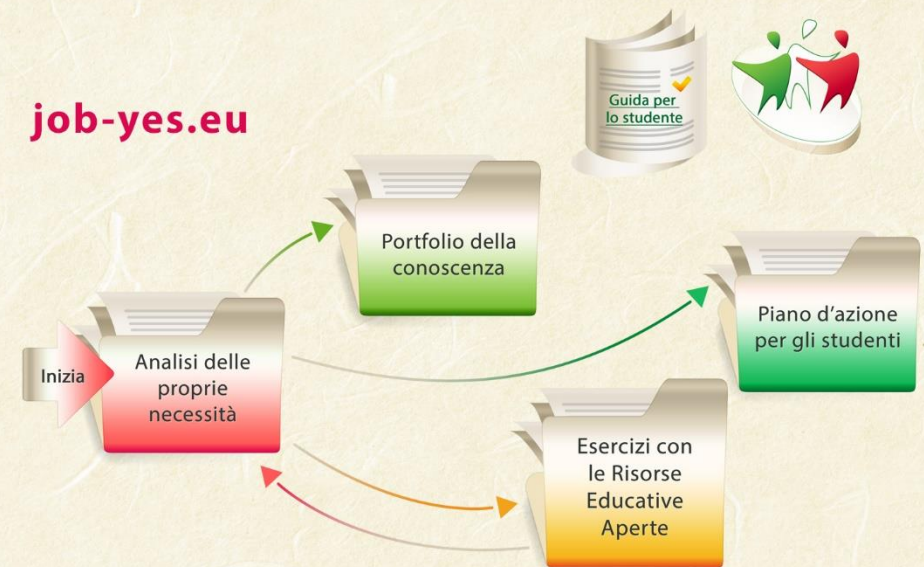 job-yes.eu
Guida per
lo studente
Portfolio della
conoscenza
Piano d'azione
per gli studenti
Inizia
Analisi delle
proprie
necessità
Esercizi con
le Risorse
Educative
Aperte